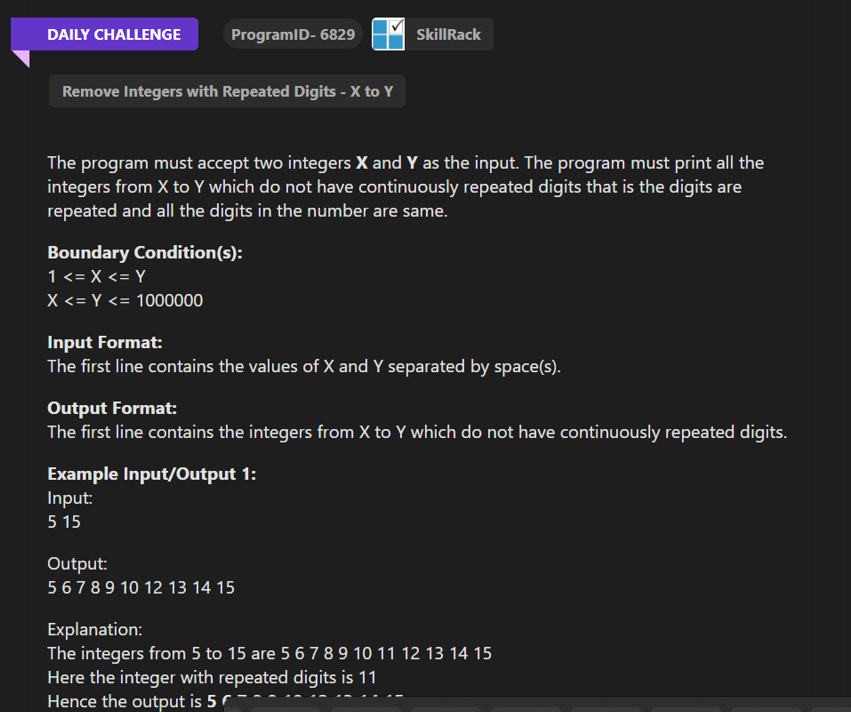 DAILY CHALLENGE
ProgramID- 6829
SkillRack
Remove Integers with Repeated Digits - X to Y
The program must accept two integers X and Y as the input. The program must print all the
integers from X to Y which do not have continuously repeated digits that is the digits are
repeated and all the digits in the number are same.
Boundary Condition(s):
1 <= X <= Y
X <= Y <= 1000000
Input Format:
The first line contains the values of X and Y separated by space(s).
Output Format:
The first line contains the integers from X to Y which do not have continuously repeated digits.
Example Input/Output 1:
Input:
5 15
Output:
5 6 7 8 9 10 12 13 14 15
Explanation:
The integers from 5 to 15 are 5 6 7 8 9 10 11 12 13 14 15
Here the integer with repeated digits is 11
Hence the output is 5